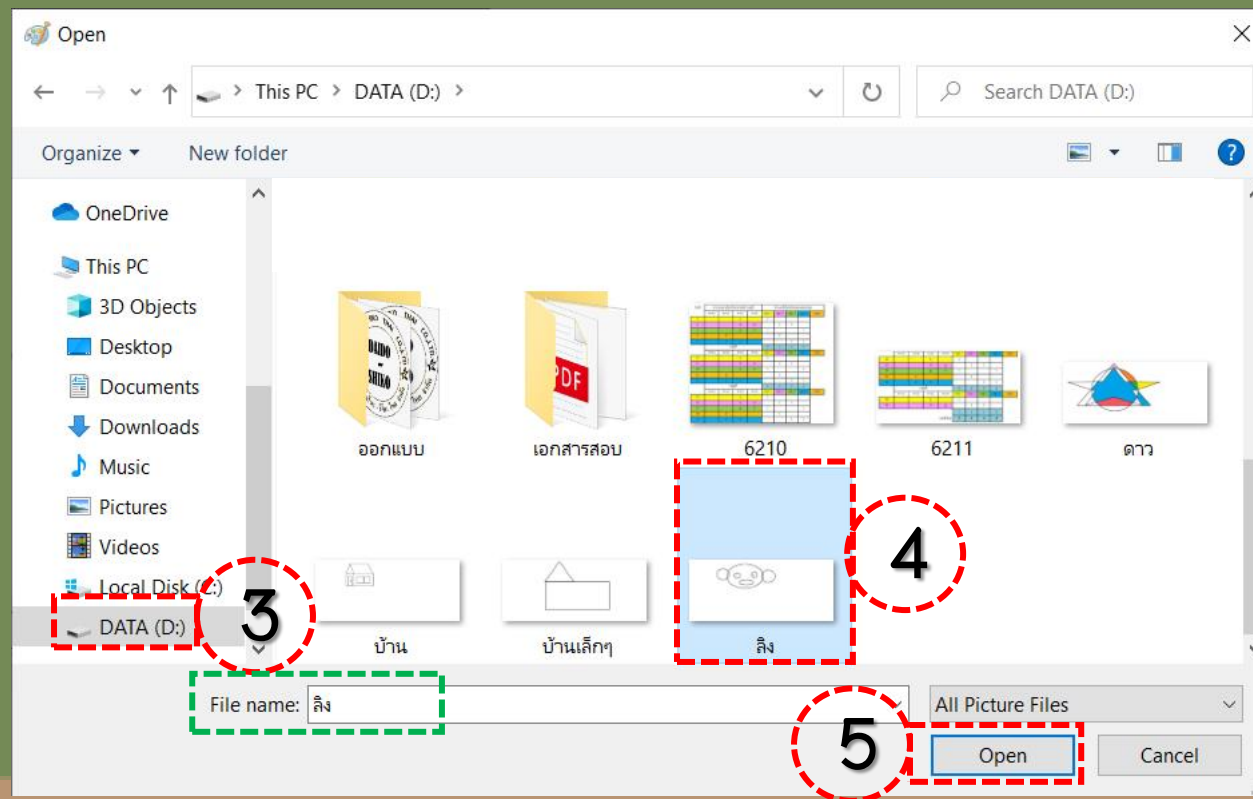 Open
This PC > DATA (D:) >
Search DATA (D:)
Organize
New folder
OneDrive
This PC
3D Objects
Desktop
Documents
Downloads
Music
Pictures
Videos
Local Disk (C:)
DATA (D:)
3
PDF
ออกแบบ
เอกสารสอบ
6210
6211
ดาว
บ้าน
บ้านเล็กๆ
ลิง
4
File name: ลิง
All Picture Files
5
Open
Cancel